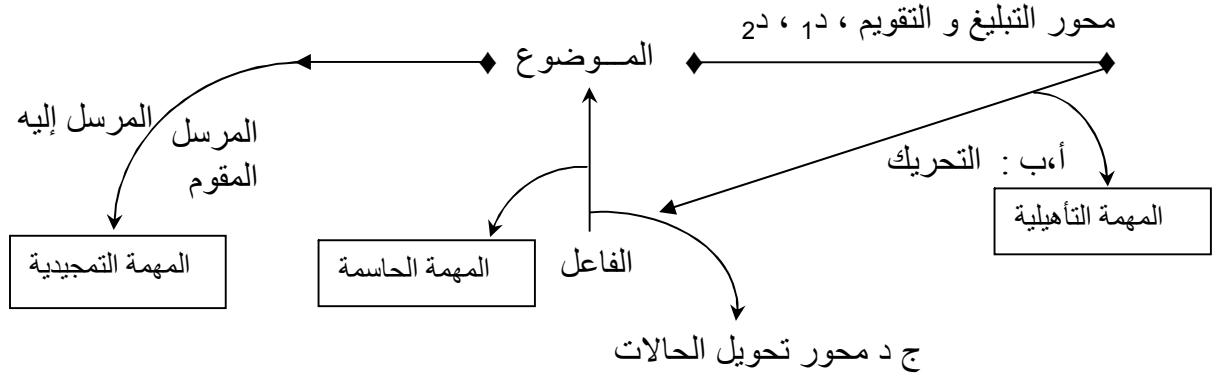 محور التبليغ و التقويم ، د1 ، د2
المـــوضوع
المرسل إليه
المرسل
المقوم
أ،ب : التحريك
المهمة التأهيلية
المهمة الحاسمة
المهمة التمجيدية
الفاعل
ج د محور تحويل الحالات